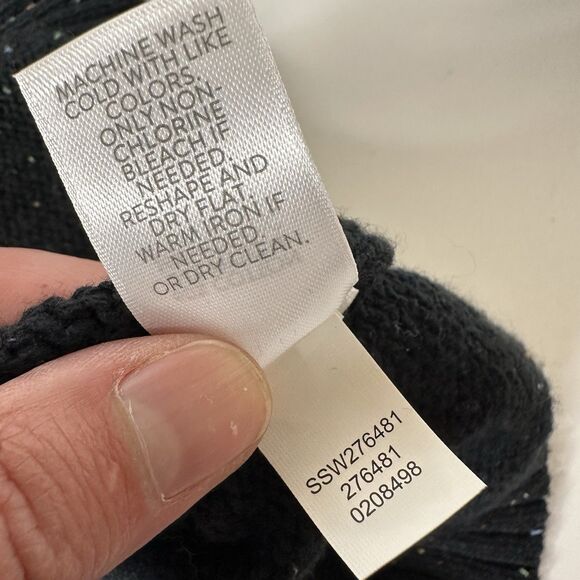 MACHINE WASH
COLD WITH LIKE
COLORS.
ONLY NON-
CHLORINE
BLEACH IF
NEEDED.
RESHAPE AND
DRY FLAT.
WARM IRON IF
NEEDED
OR DRY CLEAN.
SSW276481
276481
0208498